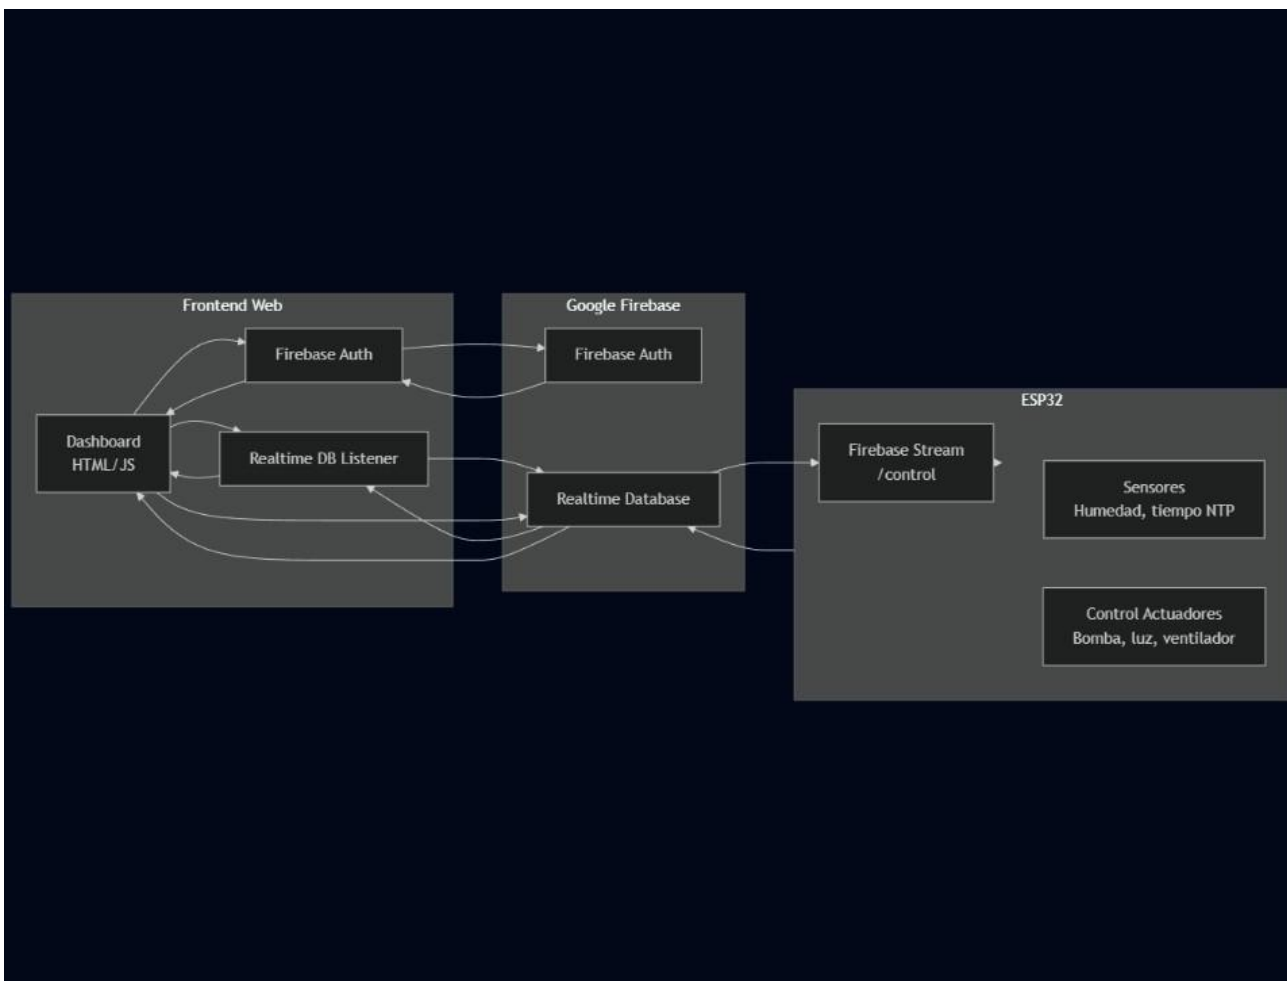 Frontend Web
Firebase Auth
Dashboard
HTML/JS
Realtime DB Listener
Google Firebase
Firebase Auth
Realtime Database
ESP32
Firebase Stream
/control
Sensores
Humedad, tiempo NTP
Control Actuadores
Bomba, luz, ventilador